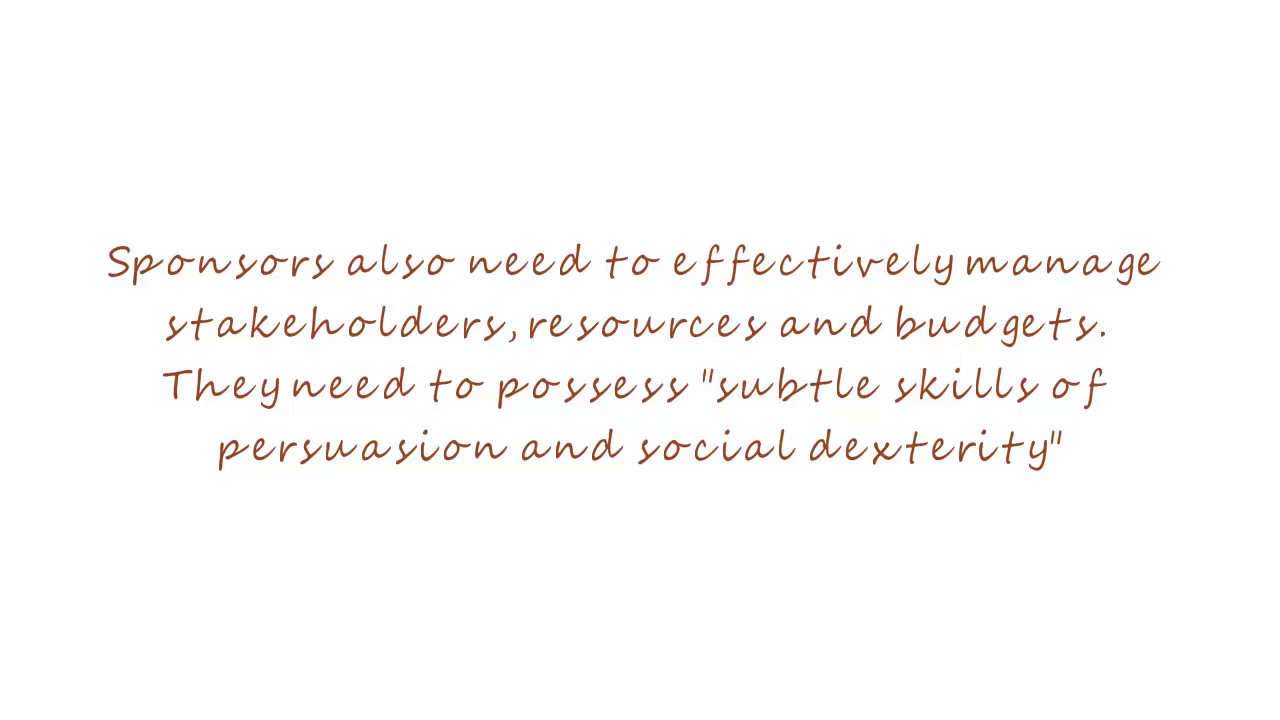 Sponsors also need to effectively manage
stakeholders, resources and budgets.
They need to possess "subtle skills of
persuasion and social dexterity"